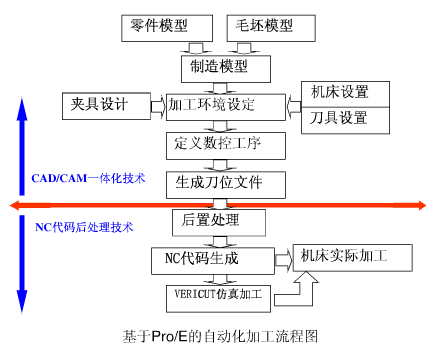 零件模型
毛坯模型
制造模型
机床设置
夹具设计
加工环境设定
刀具设置
定义数控工序
CAD/CAM一体化技术
生成刀位文件
后置处理
NC代码后处理技术
NC代码生成
机床实际加工
VERICUT仿真加工
基于Pro/E的自动化加工流程图